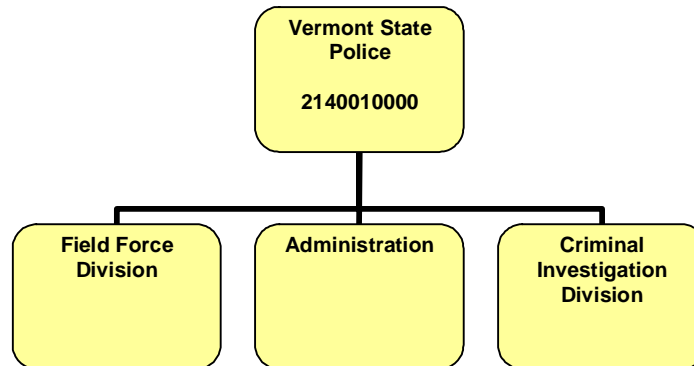 Vermont State
Police
2140010000
Field Force
Division
Administration
Criminal
Investigation
Division